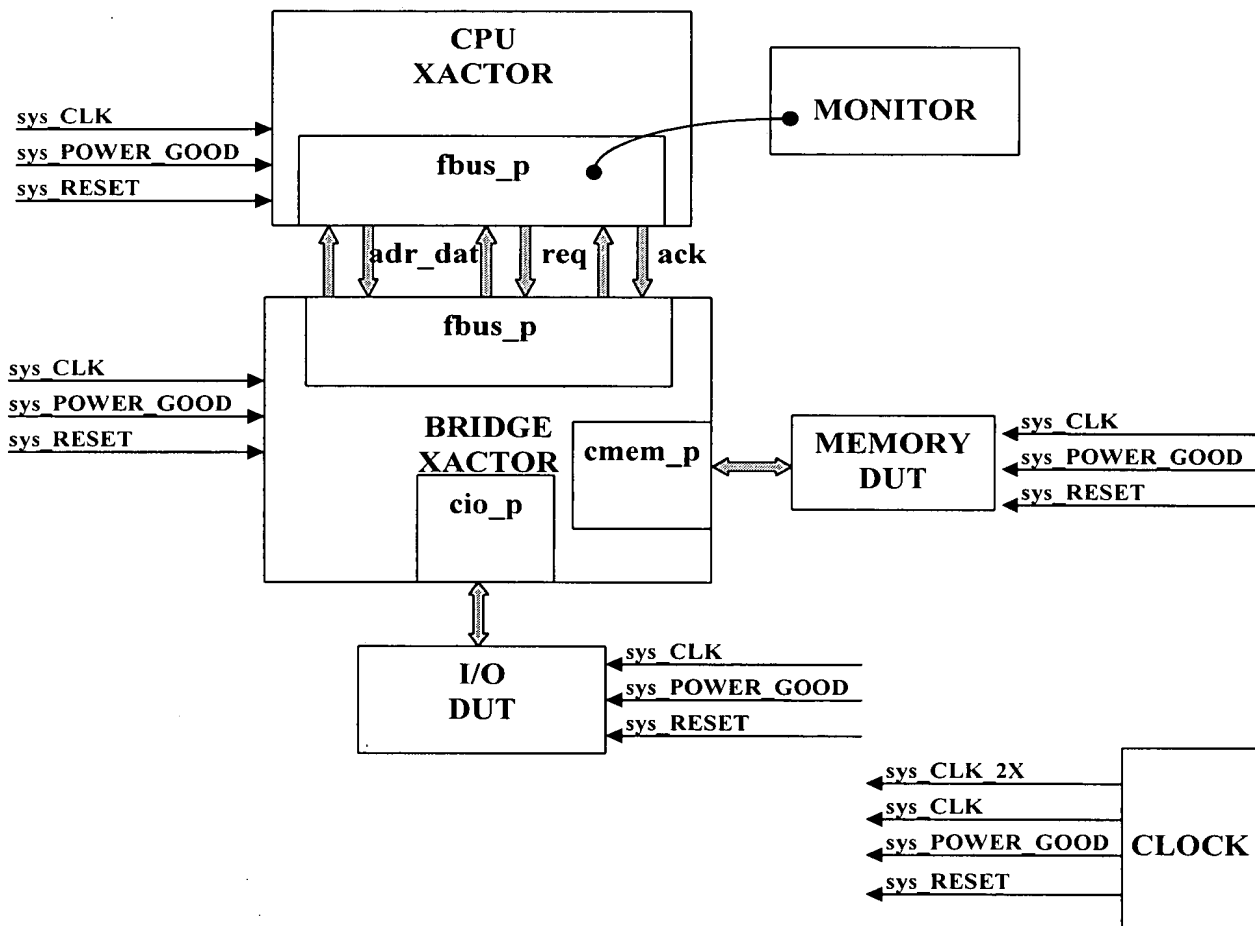 CPU
XACTOR
MONITOR
sys_CLK
sys_POWER_GOOD
sys_RESET
fbus_p
adr_dat req ack
fbus_p
sys_CLK
sys_POWER_GOOD
sys_RESET
BRIDGE
XACTOR
cmem_p
cio_p
MEMORY
DUT
sys_CLK
sys_POWER_GOOD
sys_RESET
I/O
DUT
sys_CLK
sys_POWER_GOOD
sys_RESET
sys_CLK_2X
sys_CLK
sys_POWER_GOOD
sys_RESET
CLOCK